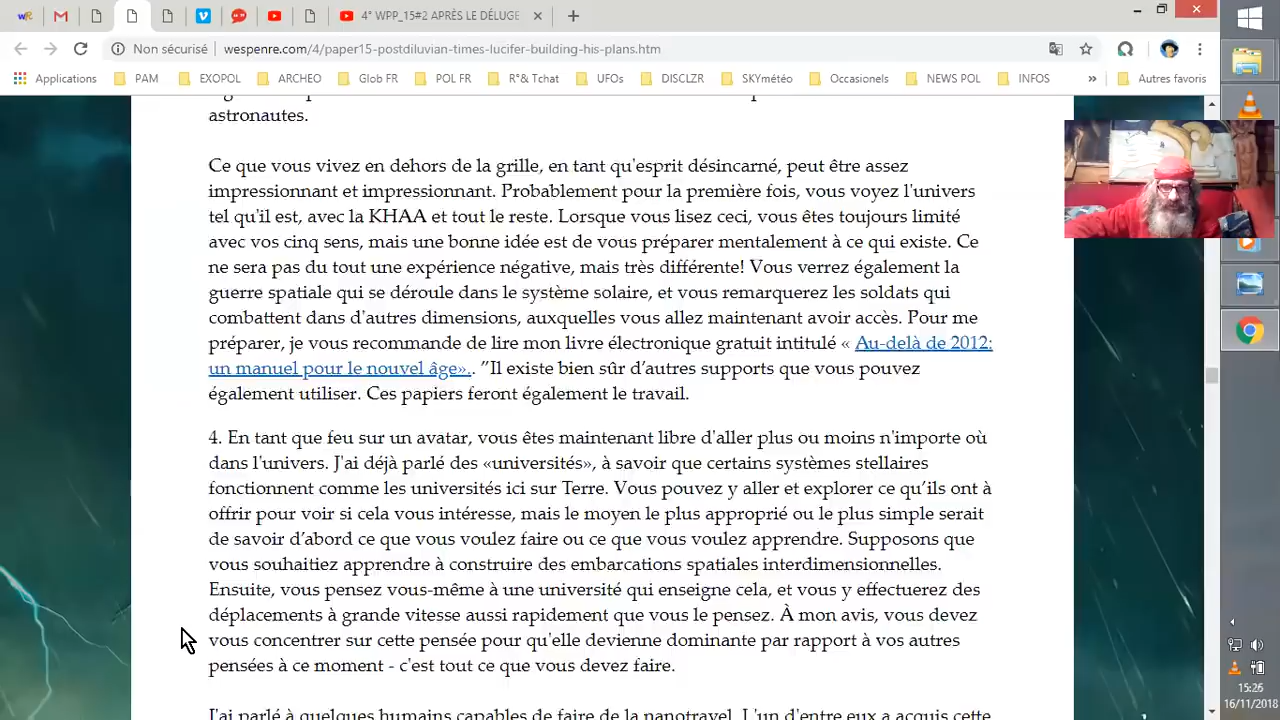 4° WPP_15#2 APRÈS LE DÉLUGE
Non sécurisé
wespenre.com/4/paper15-postdiluvian-times-lucifer-building-his-plans.htm
Applications PAM EXOPOL ARCHEO Glob FR POL FR R°& Tchat UFOs DISCLZR SKYmétéo Occasionels NEWS POL INFOS » Autres favoris
astronautes.
Ce que vous vivez en dehors de la grille, en tant qu'esprit désincarné, peut être assez
impressionnant et impressionnant. Probablement pour la première fois, vous voyez l'univers
tel qu'il est, avec la KHAA et tout le reste. Lorsque vous lisez ceci, vous êtes toujours limité
avec vos cinq sens, mais une bonne idée est de vous préparer mentalement à ce qui existe. Ce
ne sera pas du tout une expérience négative, mais très différente! Vous verrez également la
guerre spatiale qui se déroule dans le système solaire, et vous remarquerez les soldats qui
combattent dans d'autres dimensions, auxquelles vous allez maintenant avoir accès. Pour me
préparer, je vous recommande de lire mon livre électronique gratuit intitulé « Au-delà de 2012:
un manuel pour le nouvel âge».. ”Il existe bien sûr d’autres supports que vous pouvez
également utiliser. Ces papiers feront également le travail.
4. En tant que feu sur un avatar, vous êtes maintenant libre d'aller plus ou moins n'importe où
dans l'univers. J'ai déjà parlé des «universités», à savoir que certains systèmes stellaires
fonctionnent comme les universités ici sur Terre. Vous pouvez y aller et explorer ce qu’ils ont à
offrir pour voir si cela vous intéresse, mais le moyen le plus approprié ou le plus simple serait
de savoir d’abord ce que vous voulez faire ou ce que vous voulez apprendre. Supposons que
vous souhaitiez apprendre à construire des embarcations spatiales interdimensionnelles.
Ensuite, vous pensez vous-même à une université qui enseigne cela, et vous y effectuerez des
déplacements à grande vitesse aussi rapidement que vous le pensez. À mon avis, vous devez
vous concentrer sur cette pensée pour qu'elle devienne dominante par rapport à vos autres
pensées à ce moment - c'est tout ce que vous devez faire.
J'ai parlé à quelques humains capables de faire de la nanotravel. L'un d'entre eux a acquis cette
15:26
16/11/2018